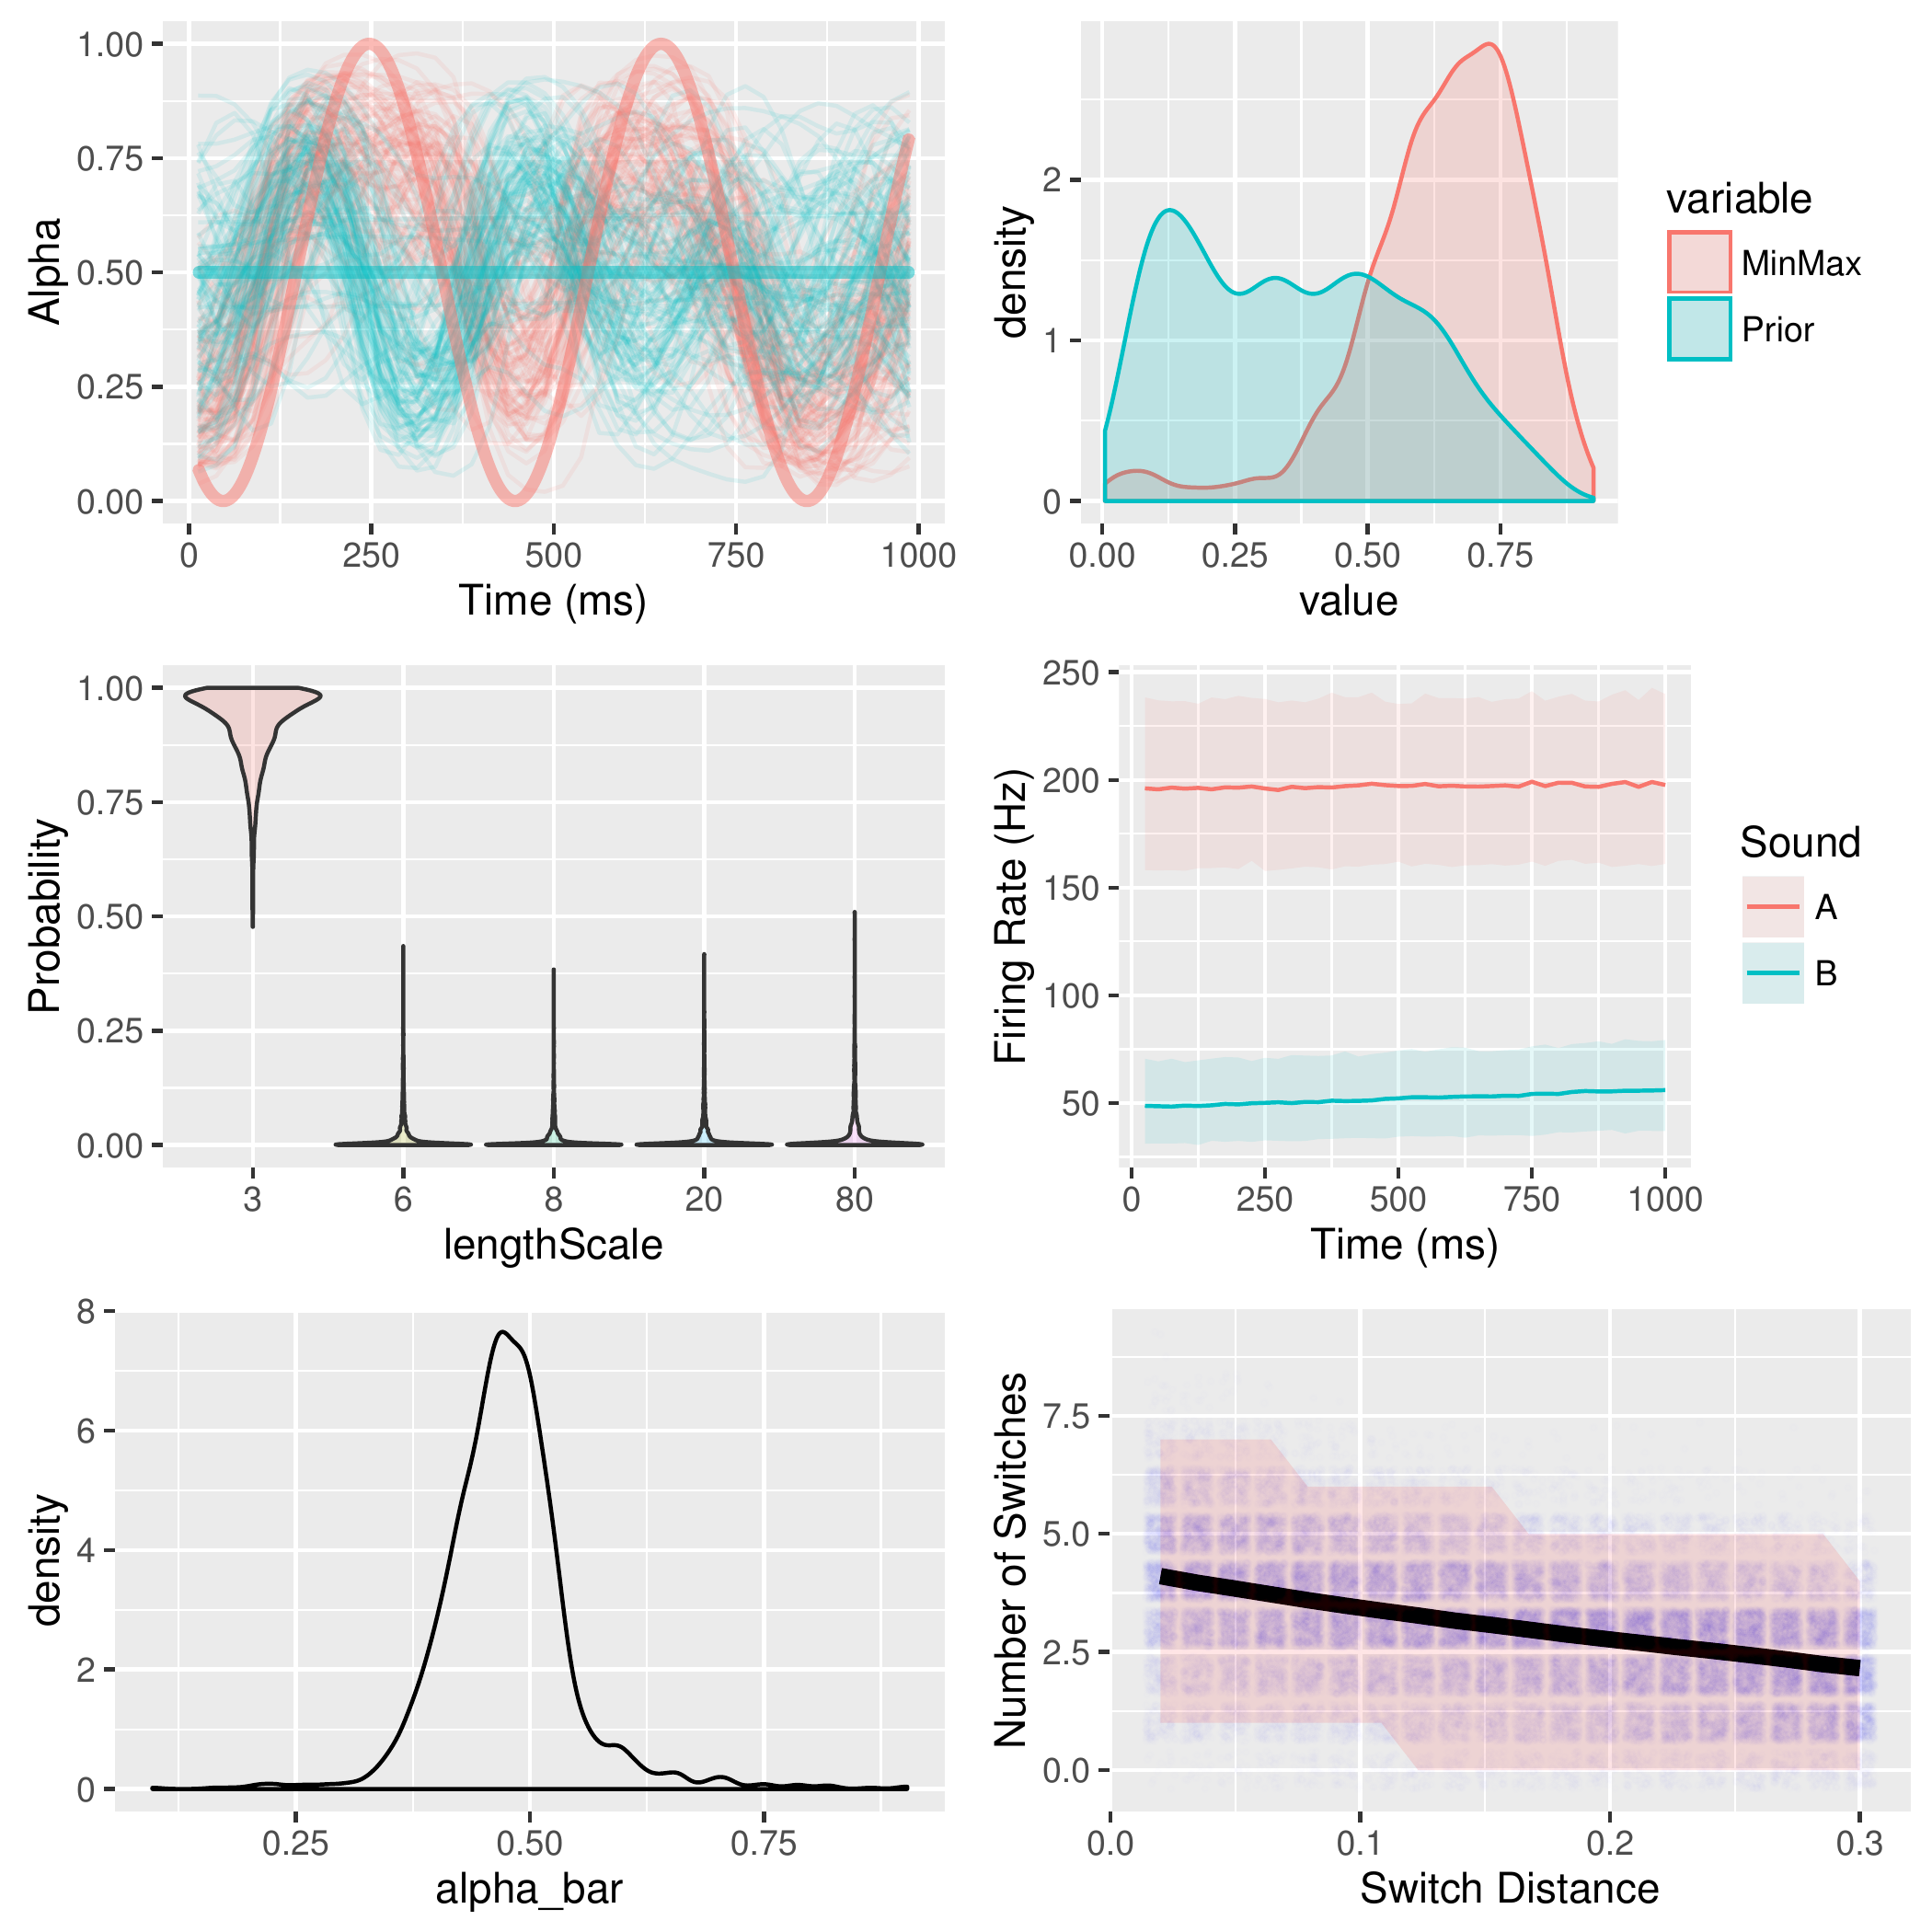 1.00
0.75
0.50
0.25
0.00
Alpha
0 250 500 750 1000
Time (ms)
2
1
0
density
0.00 0.25 0.50 0.75
value
variable
MinMax
Prior
1.00
0.75
0.50
0.25
0.00
Probability
3 6 8 20 80
lengthScale
250
200
150
100
50
Firing Rate (Hz)
0 250 500 750 1000
Time (ms)
Sound
A
B
8
6
4
2
0
density
0.25 0.50 0.75
alpha_bar
7.5
5.0
2.5
0.0
Number of Switches
0.0 0.1 0.2 0.3
Switch Distance